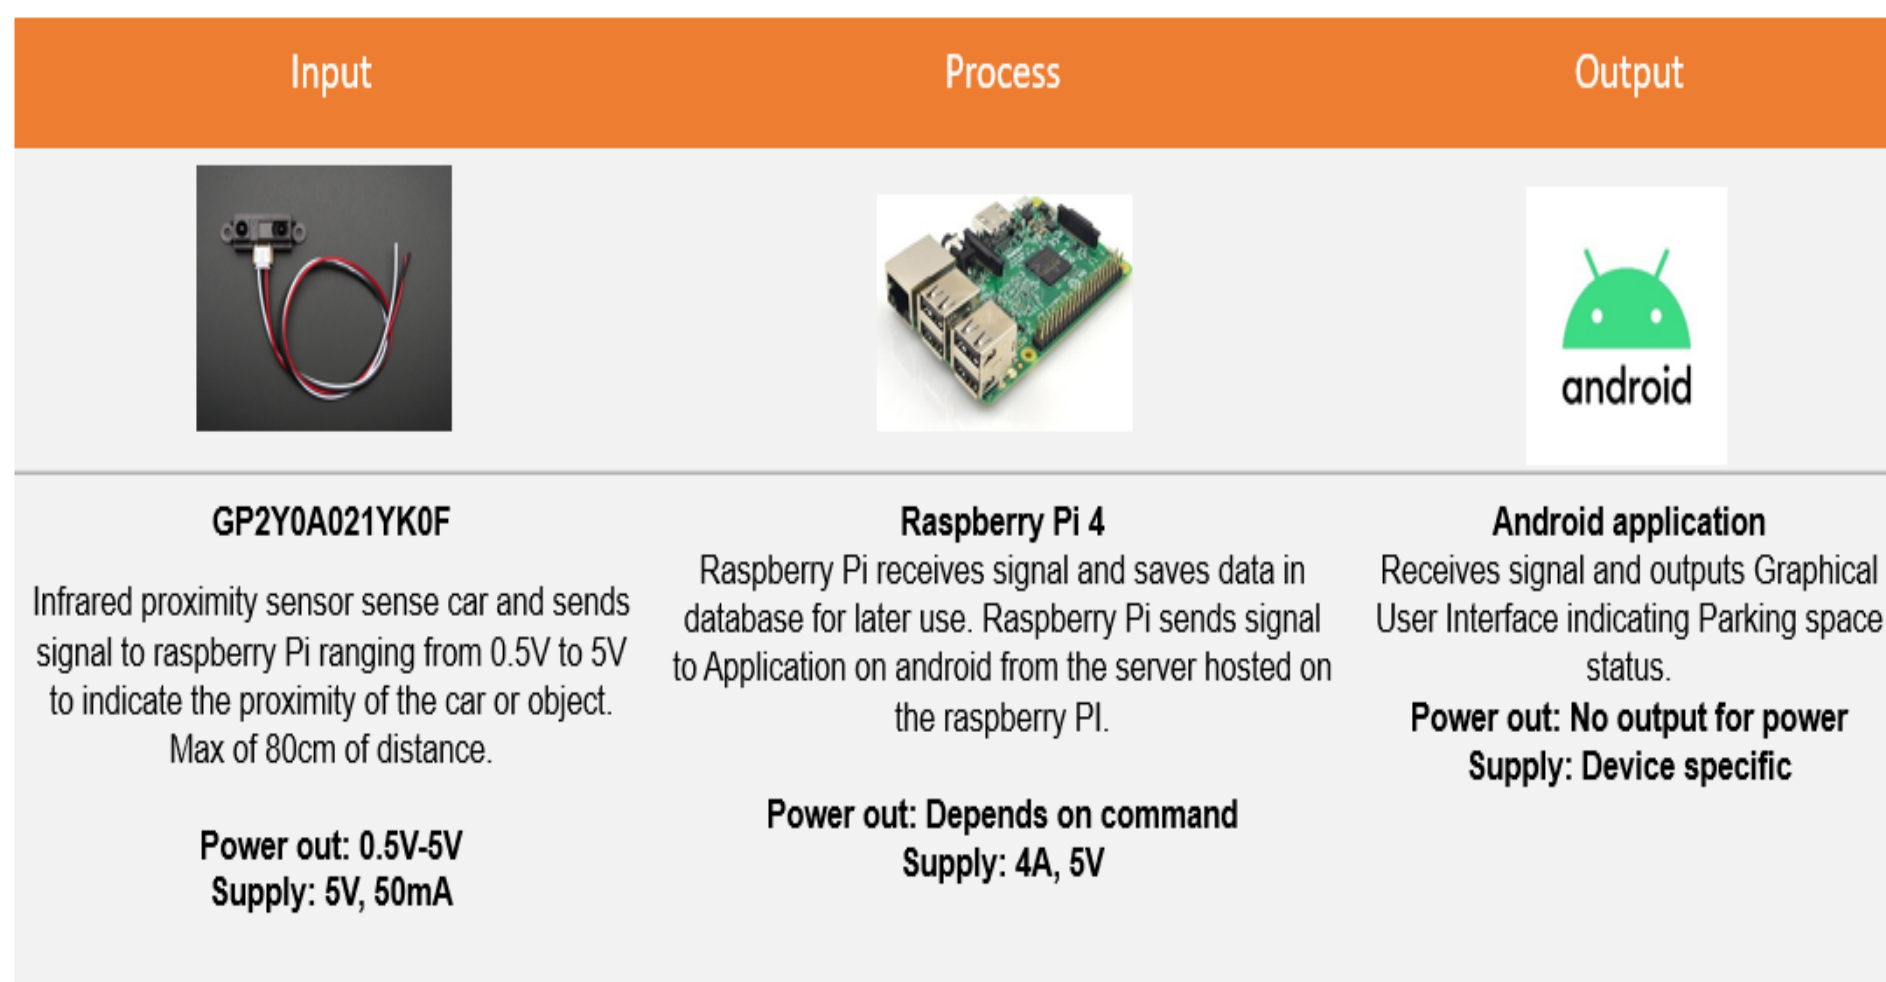 Input
Process
Output
android
GP2Y0A021YK0F
Infrared proximity sensor sense car and sends
signal to raspberry Pi ranging from 0.5V to 5V
to indicate the proximity of the car or object.
Max of 80cm of distance.
Power out: 0.5V-5V
Supply: 5V, 50mA
Raspberry Pi 4
Raspberry Pi receives signal and saves data in
database for later use. Raspberry Pi sends signal
to Application on android from the server hosted on
the raspberry PI.
Power out: Depends on command
Supply: 4A, 5V
Android application
Receives signal and outputs Graphical
User Interface indicating Parking space
status.
Power out: No output for power
Supply: Device specific